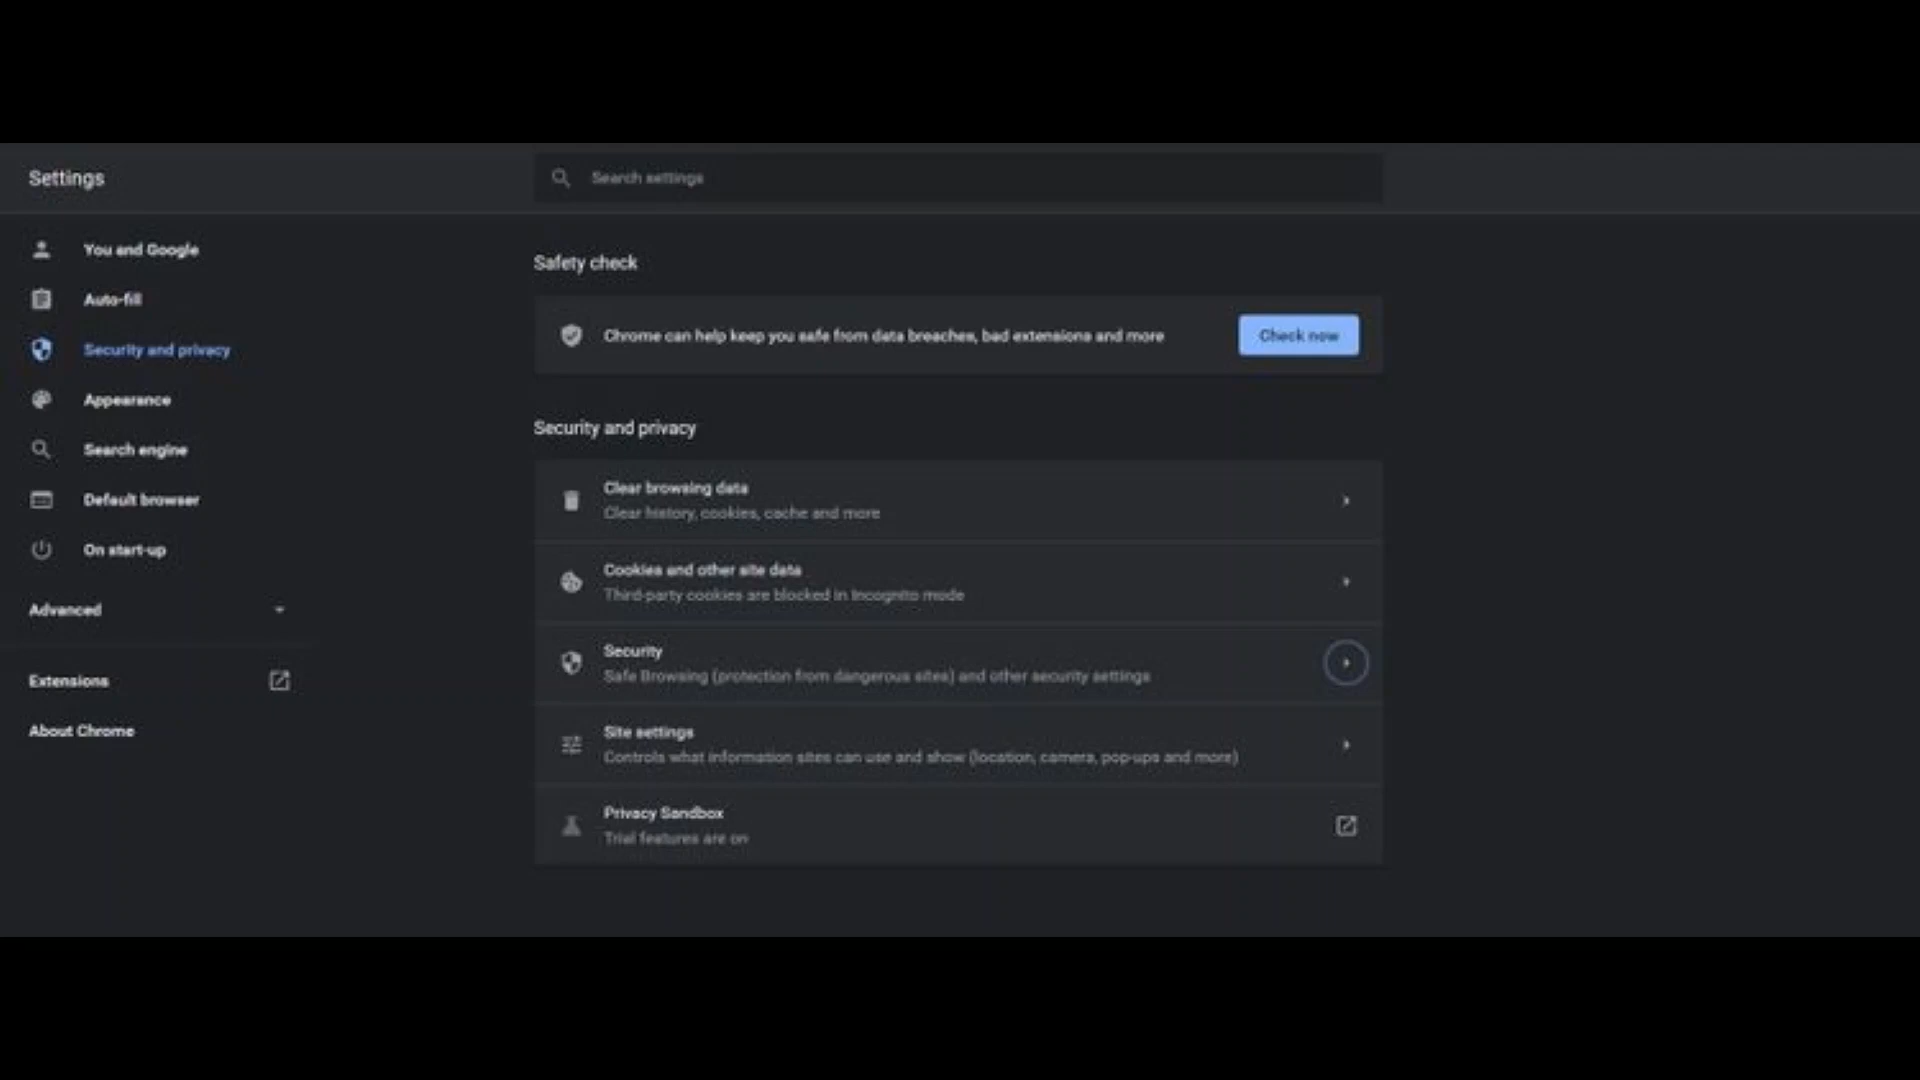 Settings
Search settings
You and Google
Auto-fill
Security and privacy
Appearance
Search engine
Default browser
On start-up
Advanced
Extensions
About Chrome
Safety check
Chrome can help keep you safe from data breaches, bad extensions and more
Check now
Security and privacy
Clear browsing data
Clear history, cookies, cache and more
Cookies and other site data
Third-party cookies are blocked in Incognito mode
Security
Safe Browsing (protection from dangerous sites) and other security settings
Site settings
Controls what information sites can use and show (location, camera, pop-ups and more)
Privacy Sandbox
Trial features are on